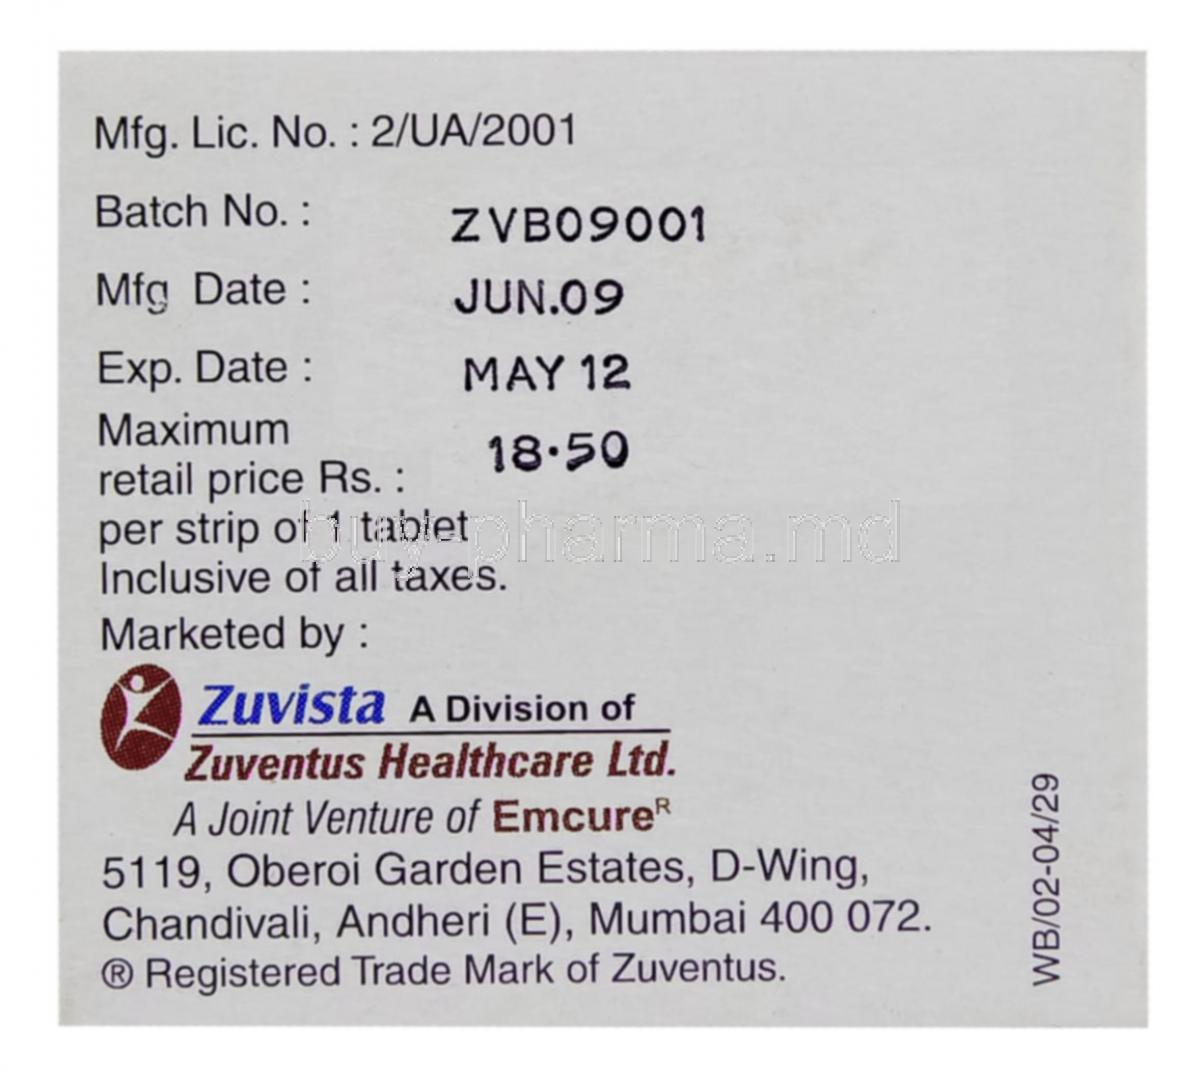 Mfg. Lic. No. : 2/UA/2001
Batch No. : ZVB09001
Mfg Date : JUN.09
Exp. Date : MAY 12
Maximum
retail price Rs. : 18.50
per strip of 1 tablet
Inclusive of all taxes.
buy-pharma.md
Marketed by :
Zuvista A Division of
Zuventus Healthcare Ltd.
A Joint Venture of Emcure R
5119, Oberoi Garden Estates, D-Wing,
Chandivali, Andheri (E), Mumbai 400 072.
® Registered Trade Mark of Zuventus.
WB/02-04/29